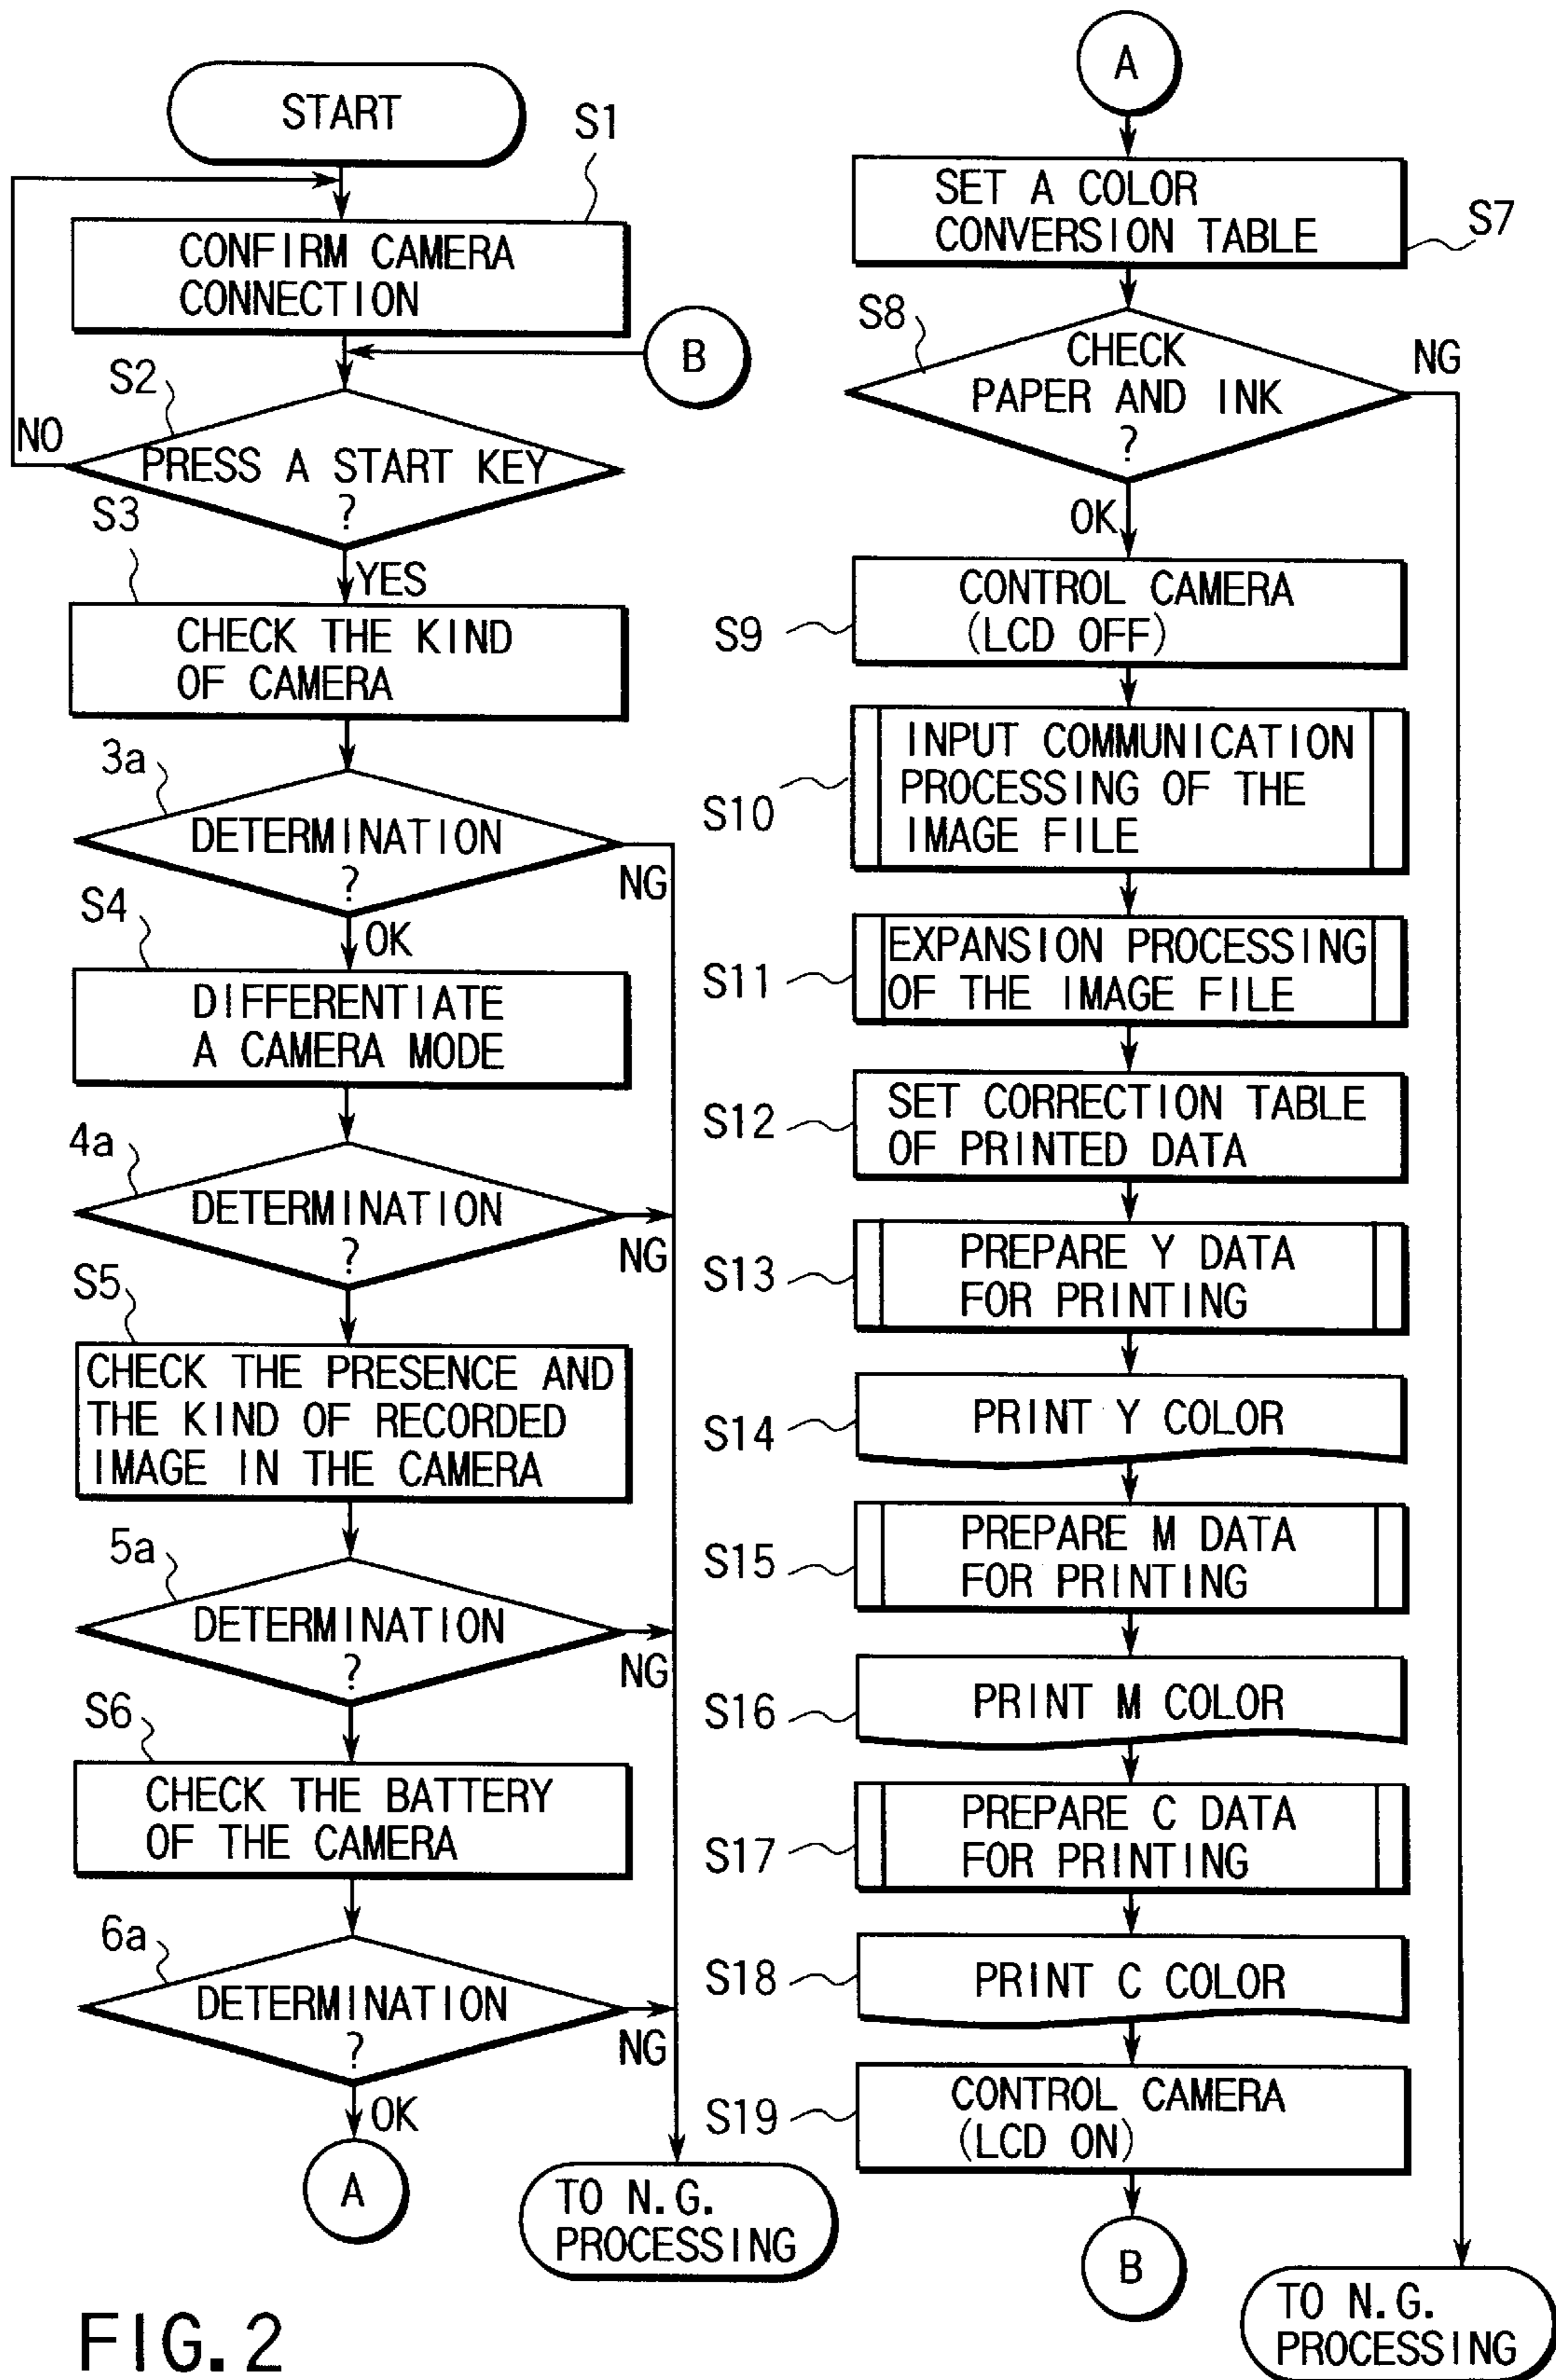 START
S1
CONFIRM CAMERA
CONNECTION
B
S2
NO
PRESS A START KEY
?
YES
S3
CHECK THE KIND
OF CAMERA
3a
DETERMINATION
?
NG
OK
S4
DIFFERENTIATE
A CAMERA MODE
4a
DETERMINATION
?
NG
S5
CHECK THE PRESENCE AND
THE KIND OF RECORDED
IMAGE IN THE CAMERA
5a
DETERMINATION
?
NG
S6
CHECK THE BATTERY
OF THE CAMERA
6a
DETERMINATION
?
NG
OK
A
TO N.G.
PROCESSING
A
SET A COLOR
CONVERSION TABLE
S7
S8
CHECK
PAPER AND INK
?
NG
OK
S9
CONTROL CAMERA
(LCD OFF)
S10
INPUT COMMUNICATION
PROCESSING OF THE
IMAGE FILE
S11
EXPANSION PROCESSING
OF THE IMAGE FILE
S12
SET CORRECTION TABLE
OF PRINTED DATA
S13
PREPARE Y DATA
FOR PRINTING
S14
PRINT Y COLOR
S15
PREPARE M DATA
FOR PRINTING
S16
PRINT M COLOR
S17
PREPARE C DATA
FOR PRINTING
S18
PRINT C COLOR
S19
CONTROL CAMERA
(LCD ON)
B
TO N.G.
PROCESSING
FIG. 2